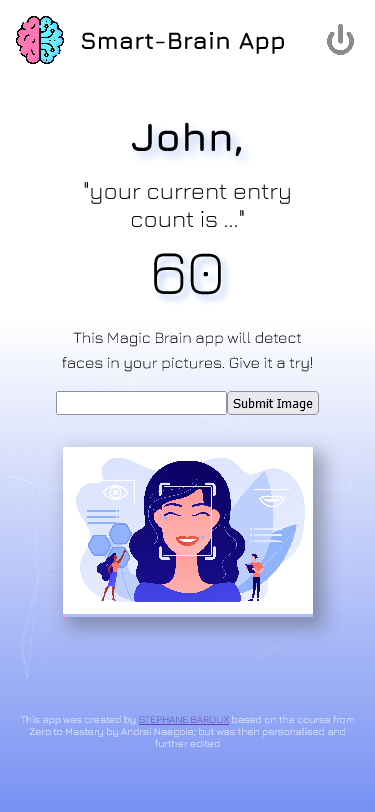 Smart-Brain App
John,
"your current entry
count is ..."
60
This Magic Brain app will detect
faces in your pictures. Give it a try!
Submit Image
This app was created by STEPHANE BAROUX based on the course from
Zero to Mastery by Andrei Naegoie; but was then personalised and
further edited